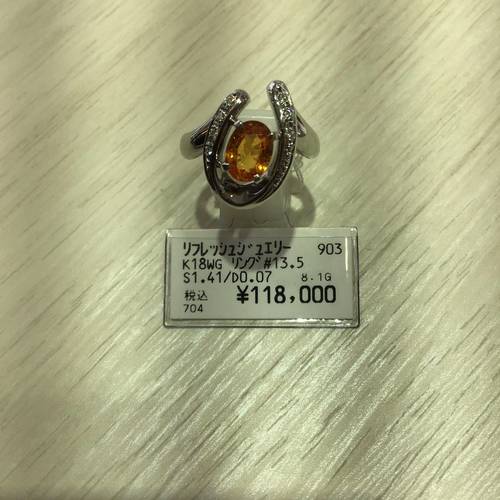 リフレッシュジュエリー 903
K18WG リング#13.5
S1.41/D0.07 8.1G
税込 ¥118,000
704